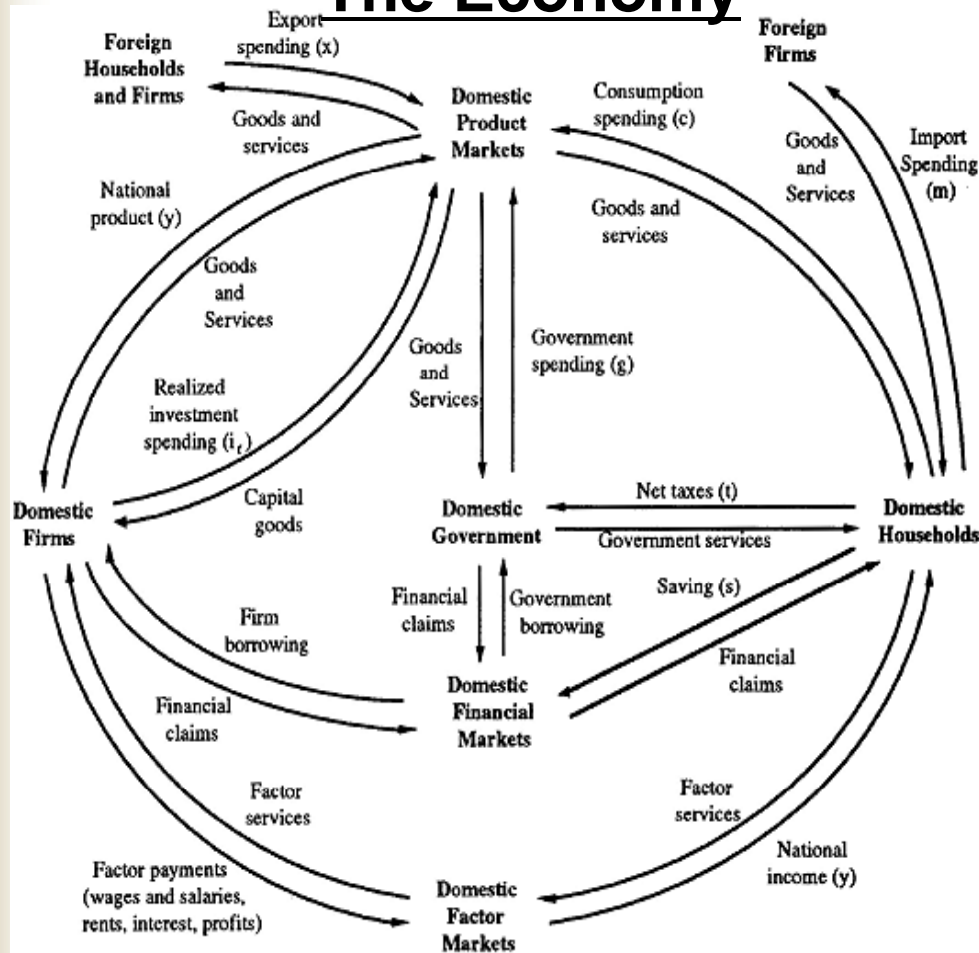 The Economy
Export
spending (x)
Foreign
Households
and Firms
Goods and
services
Domestic
Product
Markets
Consumption
spending (c)
Foreign
Firms
Goods
and
Services
Import
Spending
(m)
National
product (y)
Goods
and
Services
Goods and
services
Realized
investment
spending (iᵣ)
Goods
and
Services
Government
spending (g)
Capital
goods
Domestic
Firms
Domestic
Government
Net taxes (t)
Government services
Domestic
Households
Firm
borrowing
Financial
claims
Government
borrowing
Saving (s)
Financial
claims
Financial
claims
Domestic
Financial
Markets
Factor
services
Factor
services
Factor payments
(wages and salaries,
rents, interest, profits)
National
income (y)
Domestic
Factor
Markets